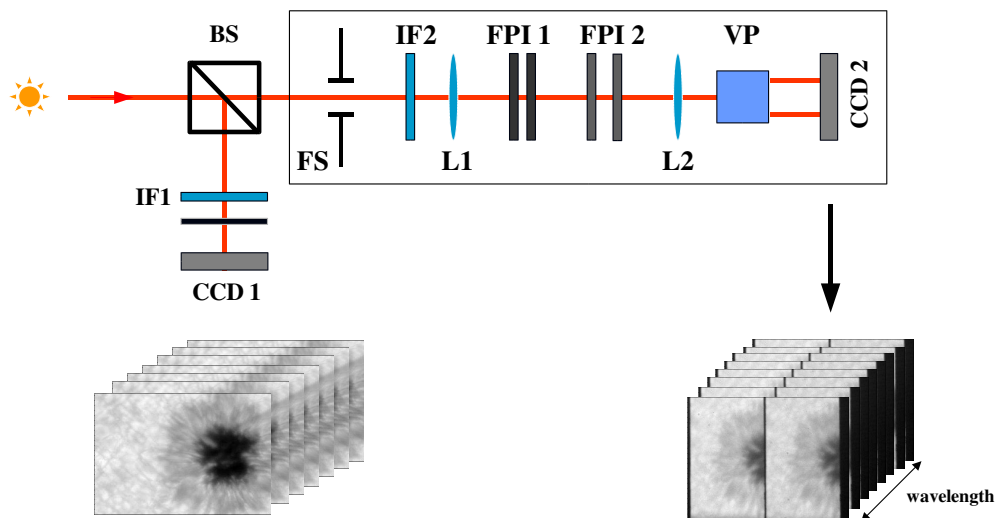 BS
IF2
FPI 1
FPI 2
VP
CCD 2
FS
L1
L2
IF1
CCD 1
wavelength